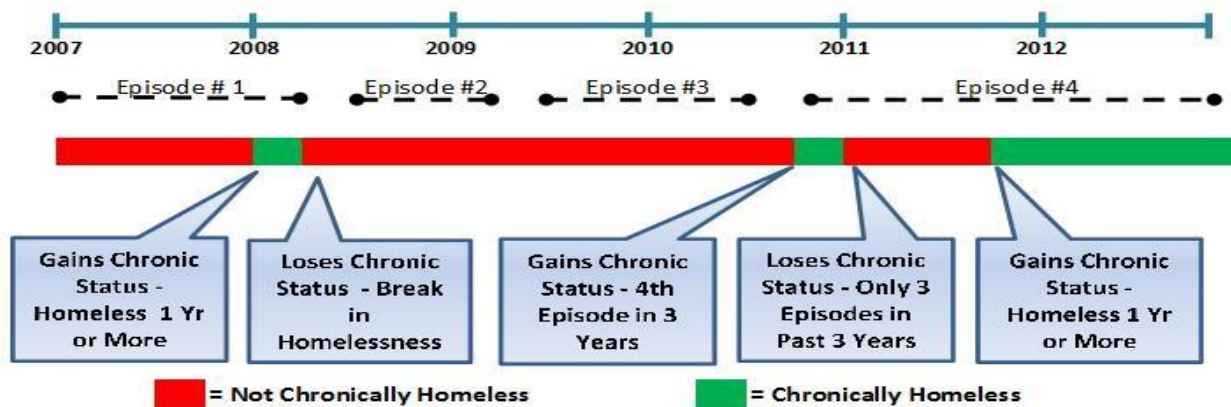 2007 2008 2009 2010 2011 2012
Episode # 1 Episode #2 Episode #3 Episode #4
Gains Chronic
Status -
Homeless 1 Yr
or More
Loses Chronic
Status - Break
in
Homelessness
Gains Chronic
Status - 4th
Episode in 3
Years
Loses Chronic
Status - Only 3
Episodes in
Past 3 Years
Gains Chronic
Status -
Homeless 1 Yr
or More
= Not Chronically Homeless
= Chronically Homeless